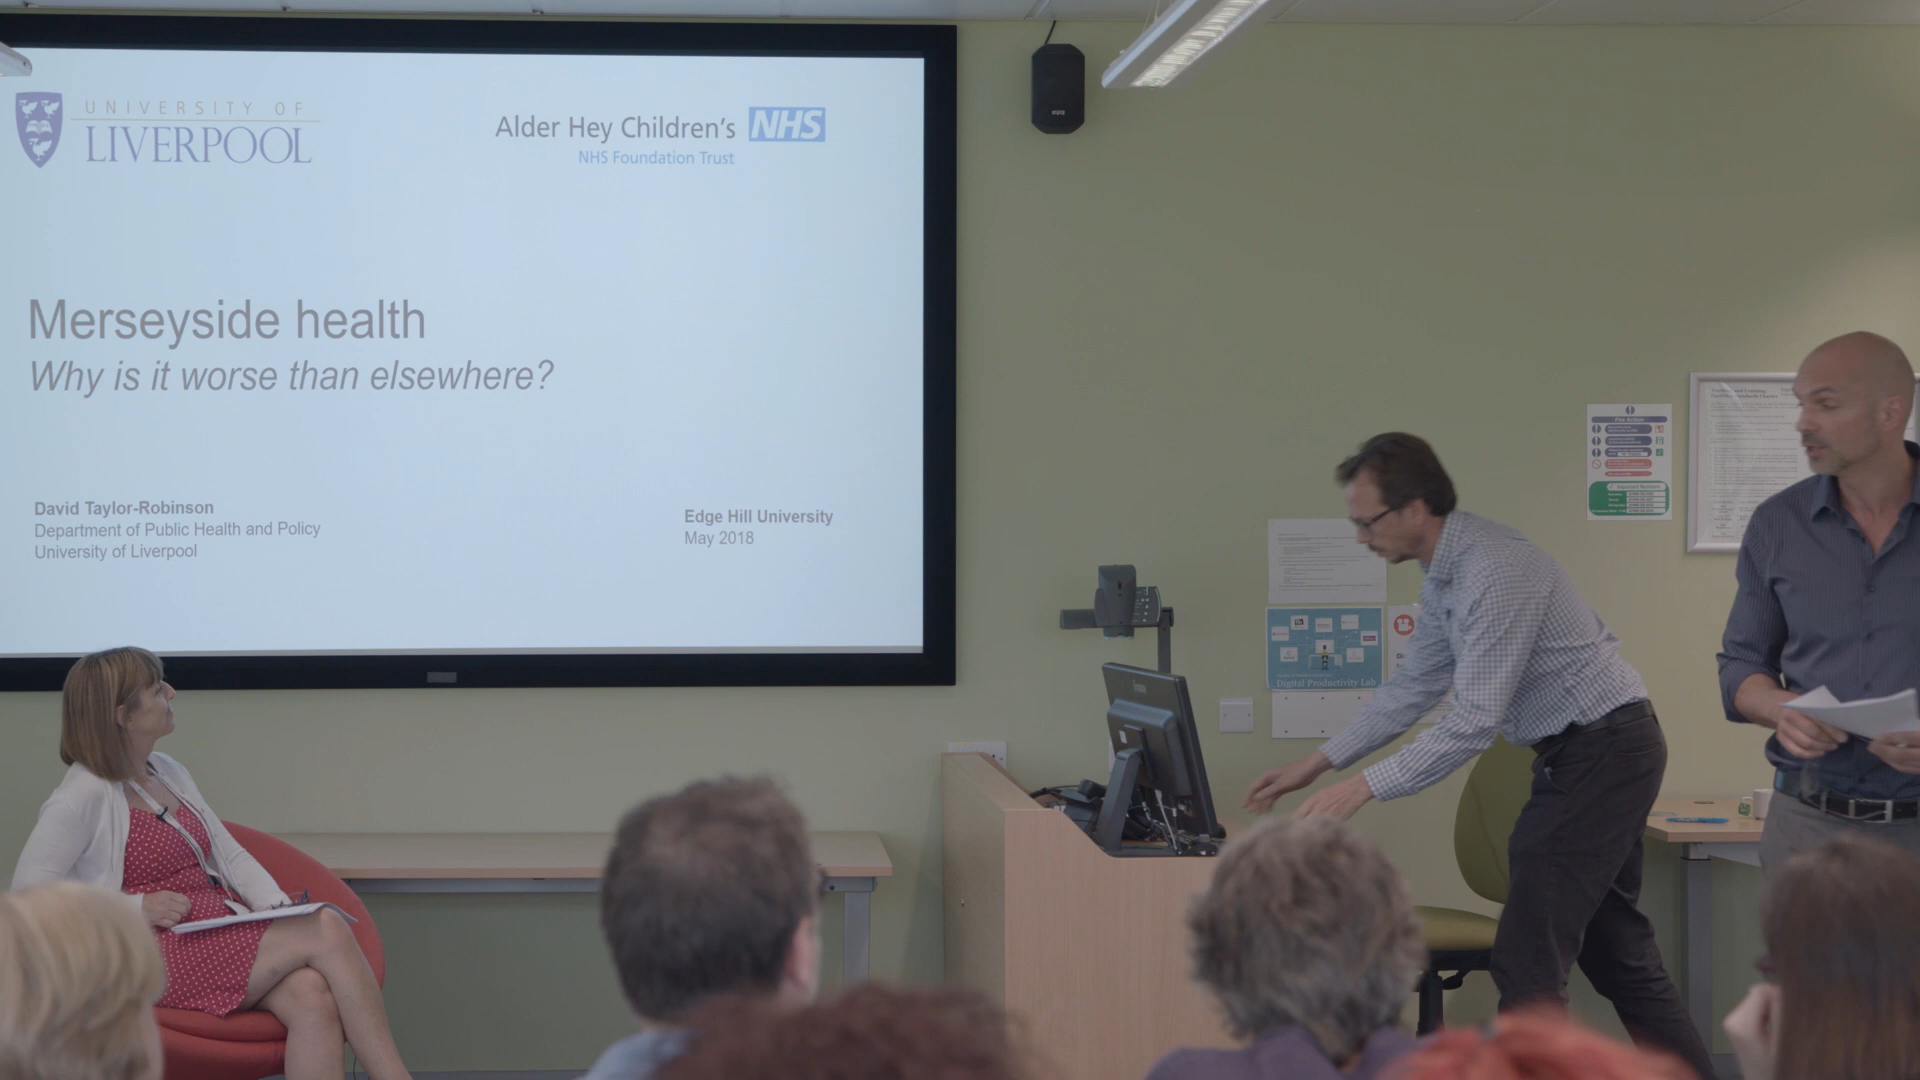 UNIVERSITY OF
LIVERPOOL
Alder Hey Children's NHS
NHS Foundation Trust
Merseyside health
Why is it worse than elsewhere?
David Taylor-Robinson
Department of Public Health and Policy
University of Liverpool
Edge Hill University
May 2018
Fire Action
Digital Productivity Lab